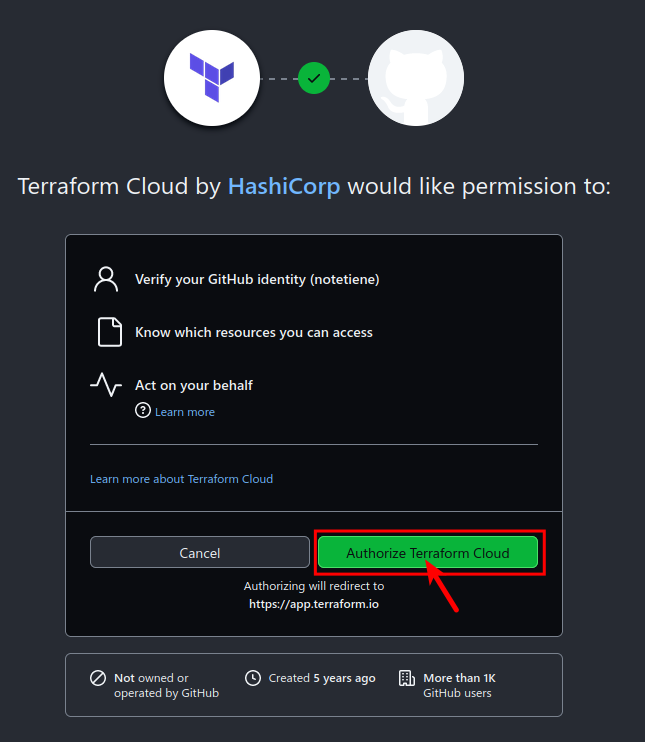 Terraform Cloud by HashiCorp would like permission to:
Verify your GitHub identity (notetiene)
Know which resources you can access
Act on your behalf
Learn more
Learn more about Terraform Cloud
Cancel
Authorize Terraform Cloud
Authorizing will redirect to
https://app.terraform.io
Not owned or
operated by GitHub
Created 5 years ago
More than 1K
GitHub users